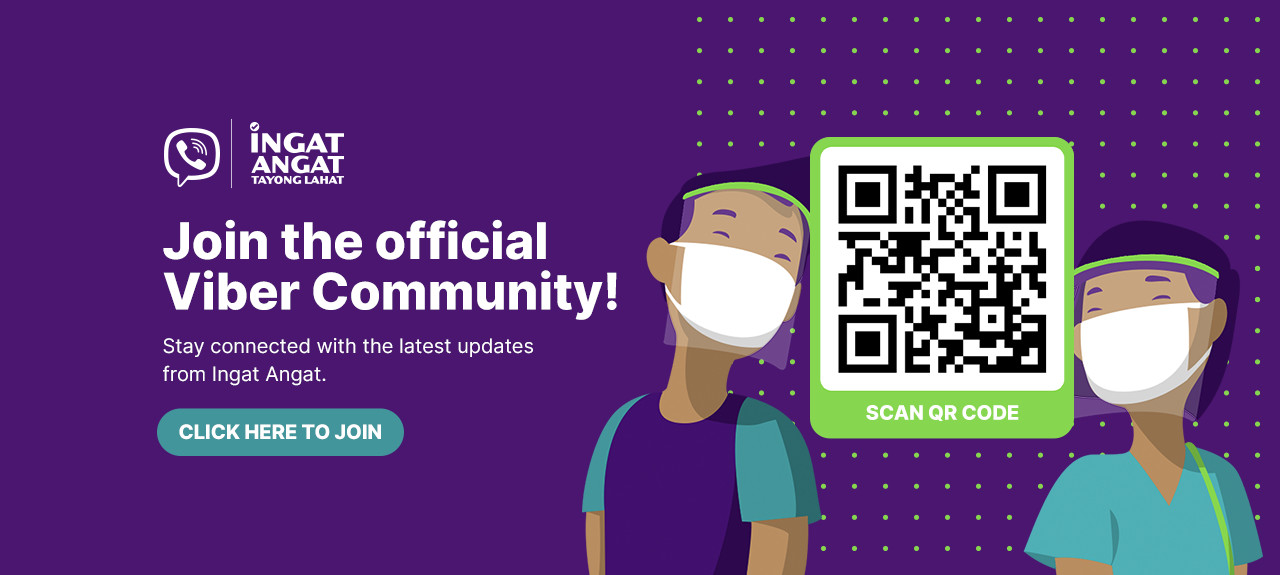 INGAT
ANGAT
TAYONG LAHAT
Join the official
Viber Community!
Stay connected with the latest updates
from Ingat Angat.
CLICK HERE TO JOIN
SCAN QR CODE